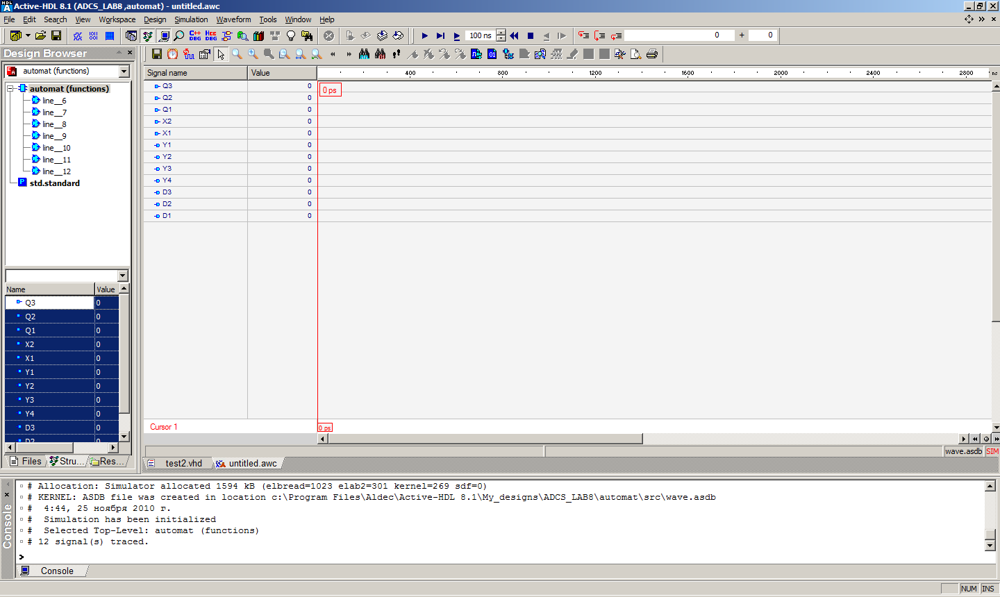 Active-HDL 8.1 (ADCS_LAB8 ,automat) - untitled.awc
File Edit Search View Workspace Design Simulation Waveform Tools Window Help
100 ns 0 + 0
Design Browser
automat (functions)
automat (functions)
line__6
line__7
line__8
line__9
line__10
line__11
line__12
std.standard
Name Value
Q3 0
Q2 0
Q1 0
X2 0
X1 0
Y1 0
Y2 0
Y3 0
Y4 0
D3 0
D2 0
Files Stru... Res...
Signal name Value 400 800 1200 1600 2000 2400 2800 ns
Q3 0
0 ps
Q2 0
Q1 0
X2 0
X1 0
Y1 0
Y2 0
Y3 0
Y4 0
D3 0
D2 0
D1 0
Cursor 1 0 ps
wave.asdb SIM
test2.vhd untitled.awc
# Allocation: Simulator allocated 1594 kB (elbread=1023 elab2=301 kernel=269 sdf=0)
# KERNEL: ASDB file was created in location c:\Program Files\Aldec\Active-HDL 8.1\My_designs\ADCS_LAB8\automat\src\wave.asdb
#  4:44, 25 ноября 2010 г.
#  Simulation has been initialized
#  Selected Top-Level: automat (functions)
# 12 signal(s) traced.
>
Console
Console
NUM INS